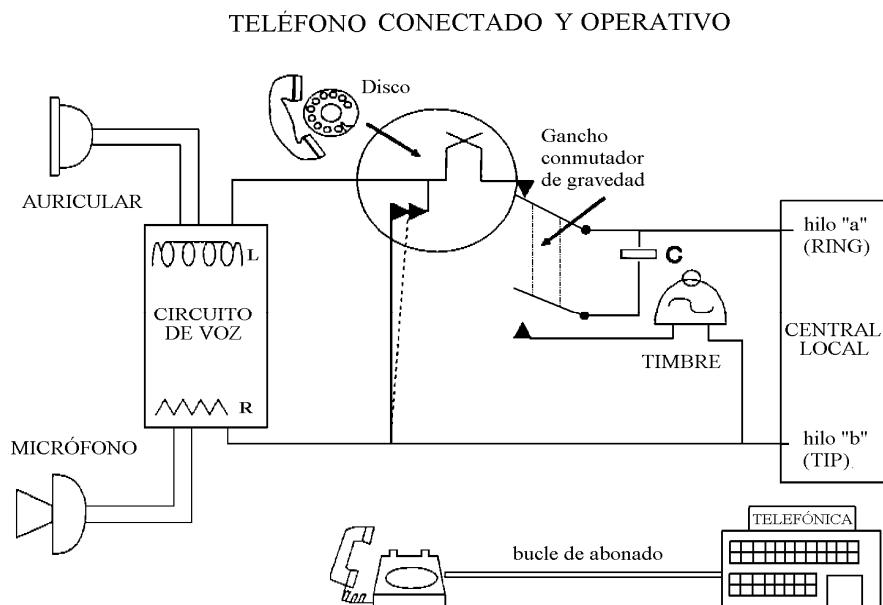 TELÉFONO CONECTADO Y OPERATIVO
Disco
Gancho
conmutador
de gravedad
AURICULAR
hilo "a"
(RING)
L
C
CIRCUITO
DE VOZ
CENTRAL
LOCAL
TIMBRE
R
MICRÓFONO
hilo "b"
(TIP)
TELEFÓNICA
bucle de abonado